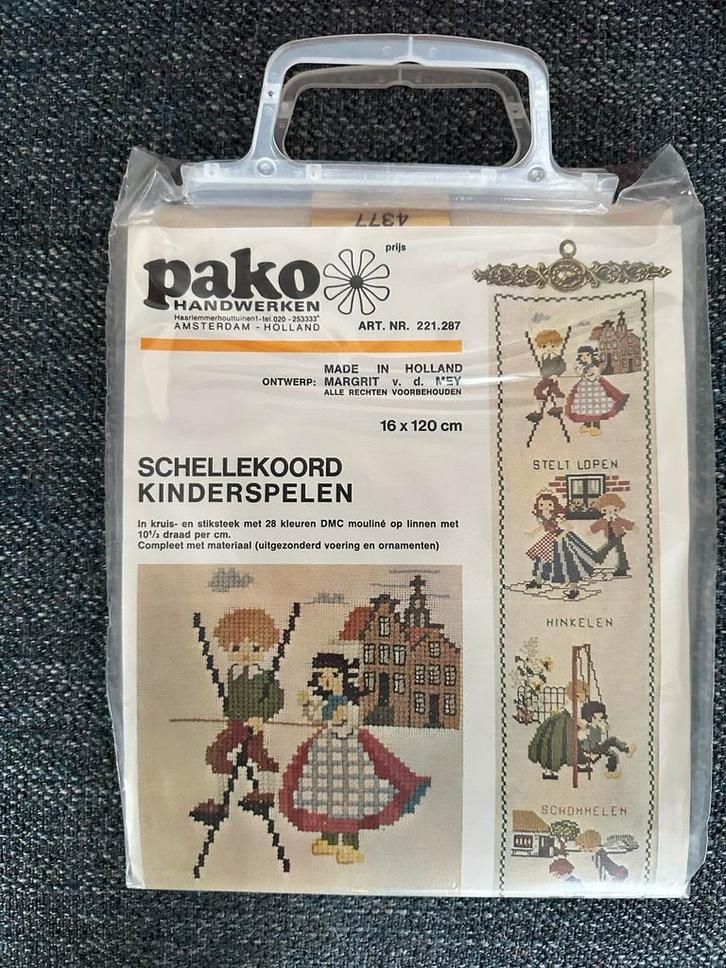 4377
prijs
pako
HANDWERKEN
Haarlemmerhouttuinen1-tel.020-253333*
AMSTERDAM - HOLLAND
ART. NR. 221.287
MADE IN HOLLAND
ONTWERP: MARGRIT v. d. MEY
ALLE RECHTEN VOORBEHOUDEN
16 x 120 cm
SCHELLEKOORD
KINDERSPELEN
In kruis- en stiksteek met 28 kleuren DMC mouliné op linnen met
10¹/₂ draad per cm.
Compleet met materiaal (uitgezonderd voering en ornamenten)
STELT LOPEN
HINKELEN
SCHOMMELEN